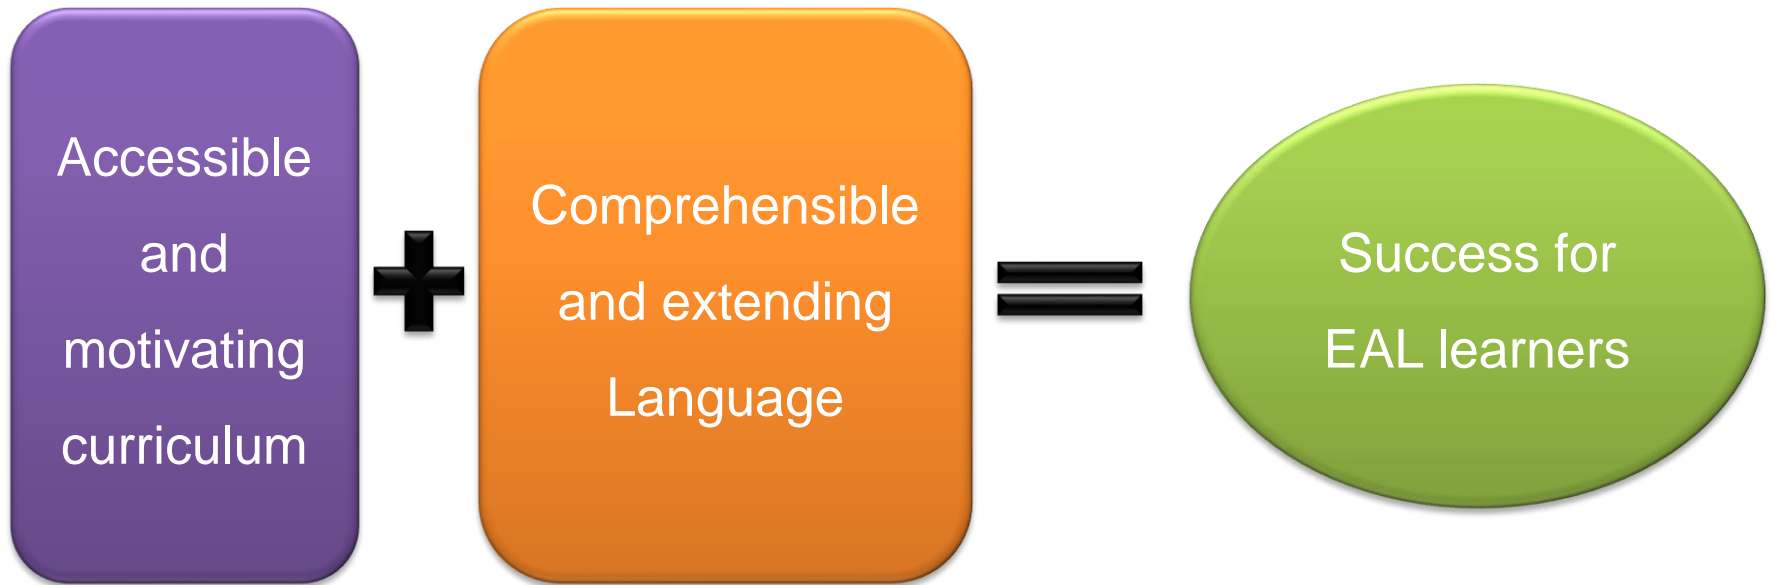 Accessible
and
motivating
curriculum
Comprehensible
and extending
Language
Success for
EAL learners